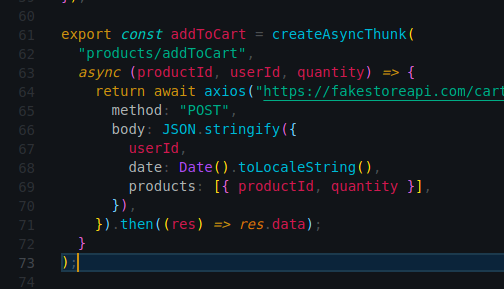 60
61 export const addToCart = createAsyncThunk(
62 "products/addToCart",
63 async (productId, userId, quantity) => {
64 return await axios("https://fakestoreapi.com/cart
65 method: "POST",
66 body: JSON.stringify({
67 userId,
68 date: Date().toLocaleString(),
69 products: [{ productId, quantity }],
70 }),
71 }).then((res) => res.data);
72 }
73 );
74